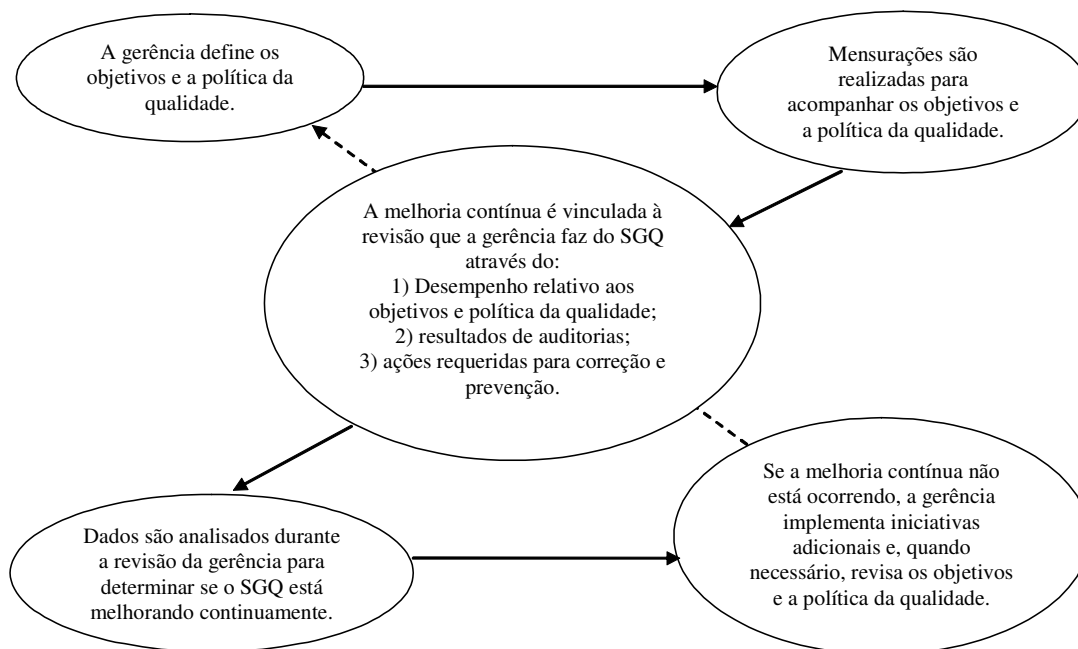 A gerência define os
objetivos e a política da
qualidade.
Mensurações são
realizadas para
acompanhar os objetivos e
a política da qualidade.
A melhoria contínua é vinculada à
revisão que a gerência faz do SGQ
através do:
1) Desempenho relativo aos
objetivos e política da qualidade;
2) resultados de auditorias;
3) ações requeridas para correção e
prevenção.
Dados são analisados durante
a revisão da gerência para
determinar se o SGQ está
melhorando continuamente.
Se a melhoria contínua não
está ocorrendo, a gerência
implementa iniciativas
adicionais e, quando
necessário, revisa os objetivos
e a política da qualidade.